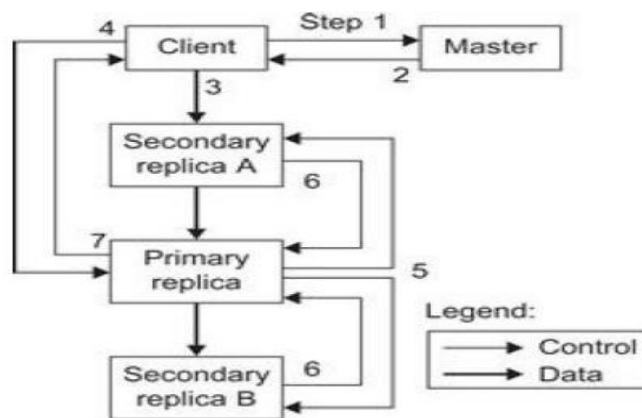 4
Step 1
Client
Master
2
3
Secondary
replica A
6
7
Primary
replica
5
Legend:
Control
Data
Secondary
replica B
6